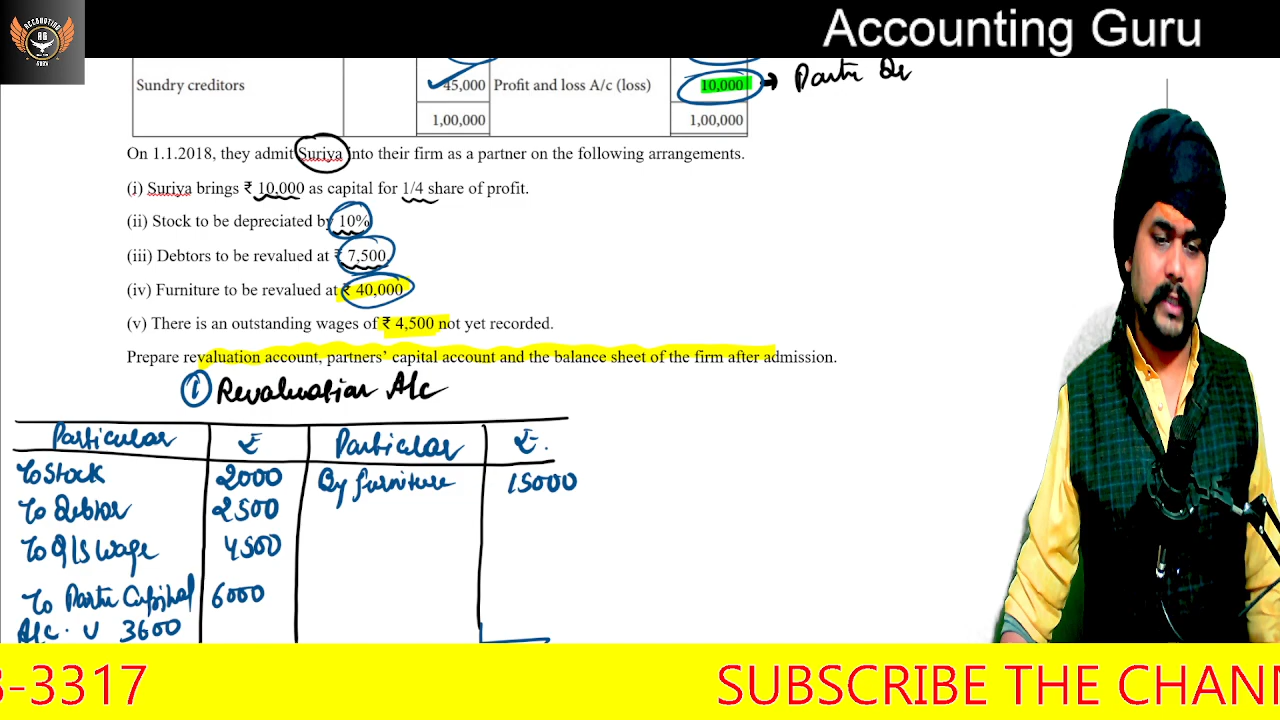 Accounting Guru
ACCOUNTING
AG
GURU
Sundry creditors 45,000 Profit and loss A/c (loss) 10,000 → Partn De
1,00,000 1,00,000
On 1.1.2018, they admit Suriya into their firm as a partner on the following arrangements.
(i) Suriya brings ₹ 10,000 as capital for 1/4 share of profit.
(ii) Stock to be depreciated by 10%
(iii) Debtors to be revalued at ₹ 7,500.
(iv) Furniture to be revalued at ₹ 40,000
(v) There is an outstanding wages of ₹ 4,500 not yet recorded.
Prepare revaluation account, partners’ capital account and the balance sheet of the firm after admission.
① Revaluation A/c
Particular ₹ Particular ₹.
To Stock 2000 By furniture 15000
To Debtor 2500
To O/S wage 4500
To Partn Capital 6000
A/c. V 3600
3-3317 SUBSCRIBE THE CHANN